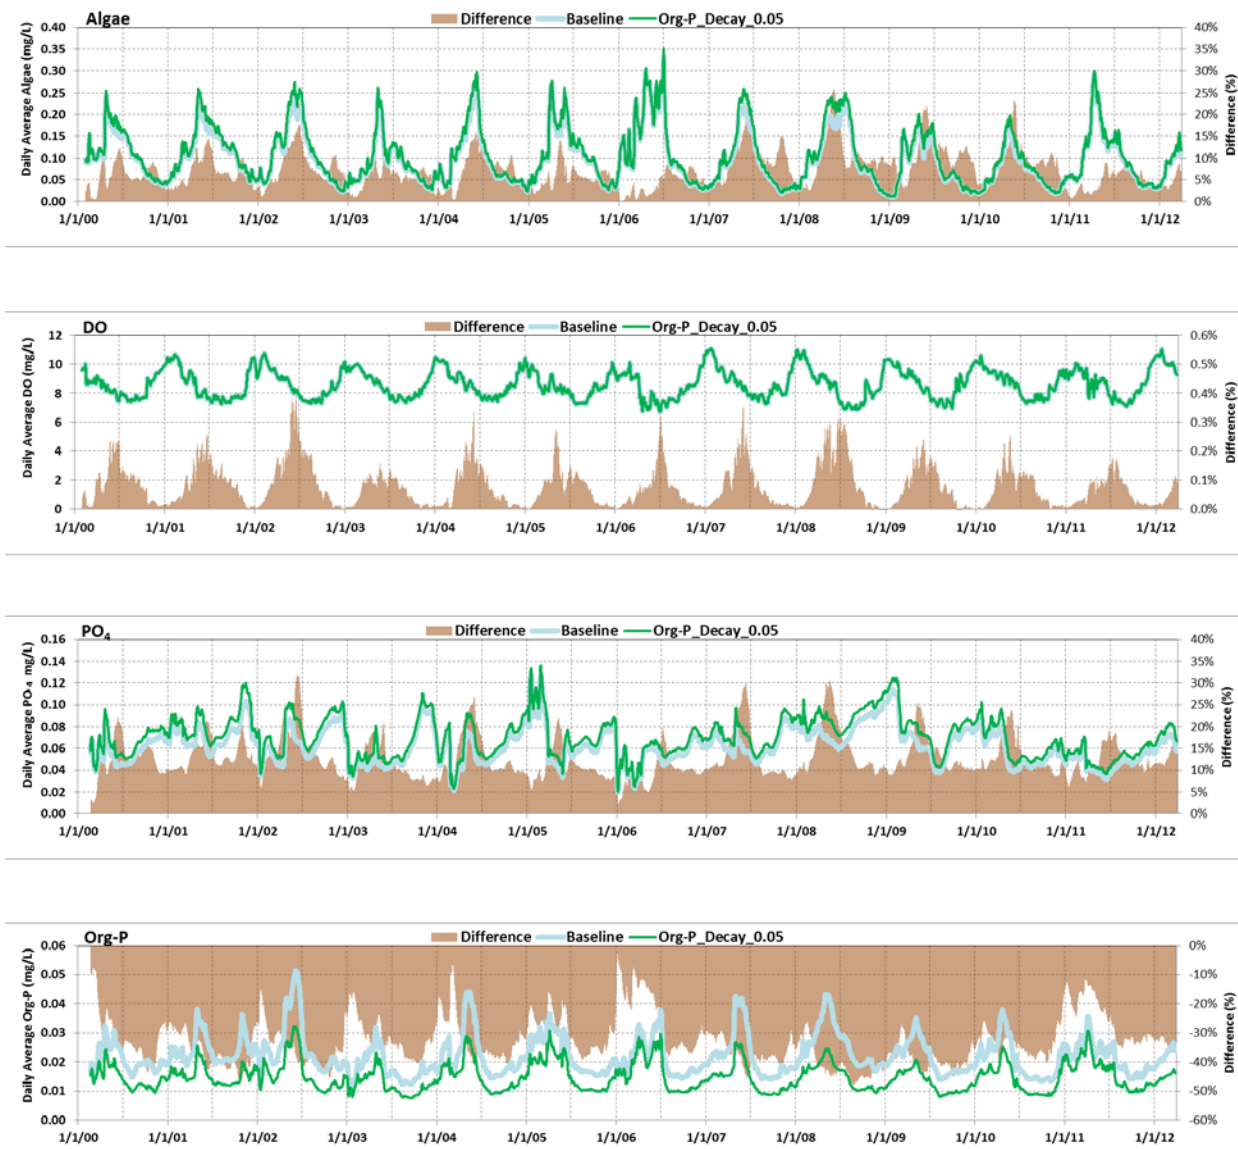 Algae
Difference Baseline Org-P_Decay_0.05
Daily Average Algae (mg/L)
0.40 40%
0.35 35%
0.30 30%
0.25 25%
0.20 20%
0.15 15%
0.10 10%
0.05 5%
0.00 0%
Difference (%)
1/1/00 1/1/01 1/1/02 1/1/03 1/1/04 1/1/05 1/1/06 1/1/07 1/1/08 1/1/09 1/1/10 1/1/11 1/1/12
DO
Difference Baseline Org-P_Decay_0.05
Daily Average DO (mg/L)
12 0.6%
10 0.5%
8 0.4%
6 0.3%
4 0.2%
2 0.1%
0 0.0%
Difference (%)
1/1/00 1/1/01 1/1/02 1/1/03 1/1/04 1/1/05 1/1/06 1/1/07 1/1/08 1/1/09 1/1/10 1/1/11 1/1/12
PO4
Difference Baseline Org-P_Decay_0.05
Daily Average PO4 mg/L)
0.16 40%
0.14 35%
0.12 30%
0.10 25%
0.08 20%
0.06 15%
0.04 10%
0.02 5%
0.00 0%
Difference (%)
1/1/00 1/1/01 1/1/02 1/1/03 1/1/04 1/1/05 1/1/06 1/1/07 1/1/08 1/1/09 1/1/10 1/1/11 1/1/12
Org-P
Difference Baseline Org-P_Decay_0.05
Daily Average Org-P (mg/L)
0.06 0%
0.05 -10%
0.04 -20%
0.03 -30%
0.02 -40%
0.01 -50%
0.00 -60%
Difference (%)
1/1/00 1/1/01 1/1/02 1/1/03 1/1/04 1/1/05 1/1/06 1/1/07 1/1/08 1/1/09 1/1/10 1/1/11 1/1/12